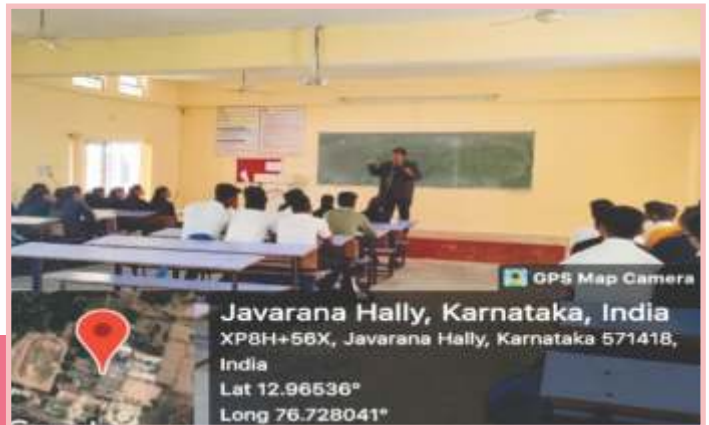 GPS Map Camera
Javarana Hally, Karnataka, India
XP8H+56X, Javarana Hally, Karnataka 571418,
India
Lat 12.96536°
Long 76.728041°